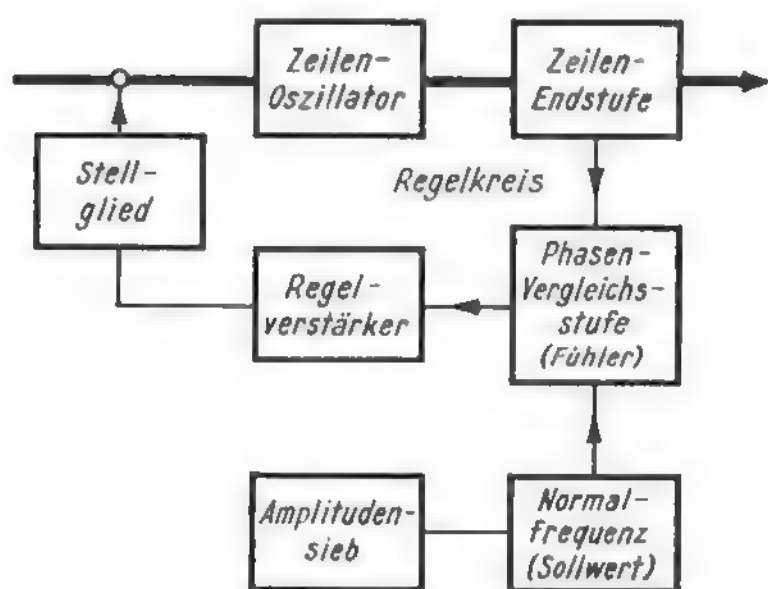 Zeilen-
Oszillator
Zeilen-
Endstufe
Stell-
glied
Regelkreis
Regel-
verstärker
Phasen-
Vergleichs-
stufe
(Fühler)
Amplituden-
sieb
Normal-
frequenz
(Sollwert)